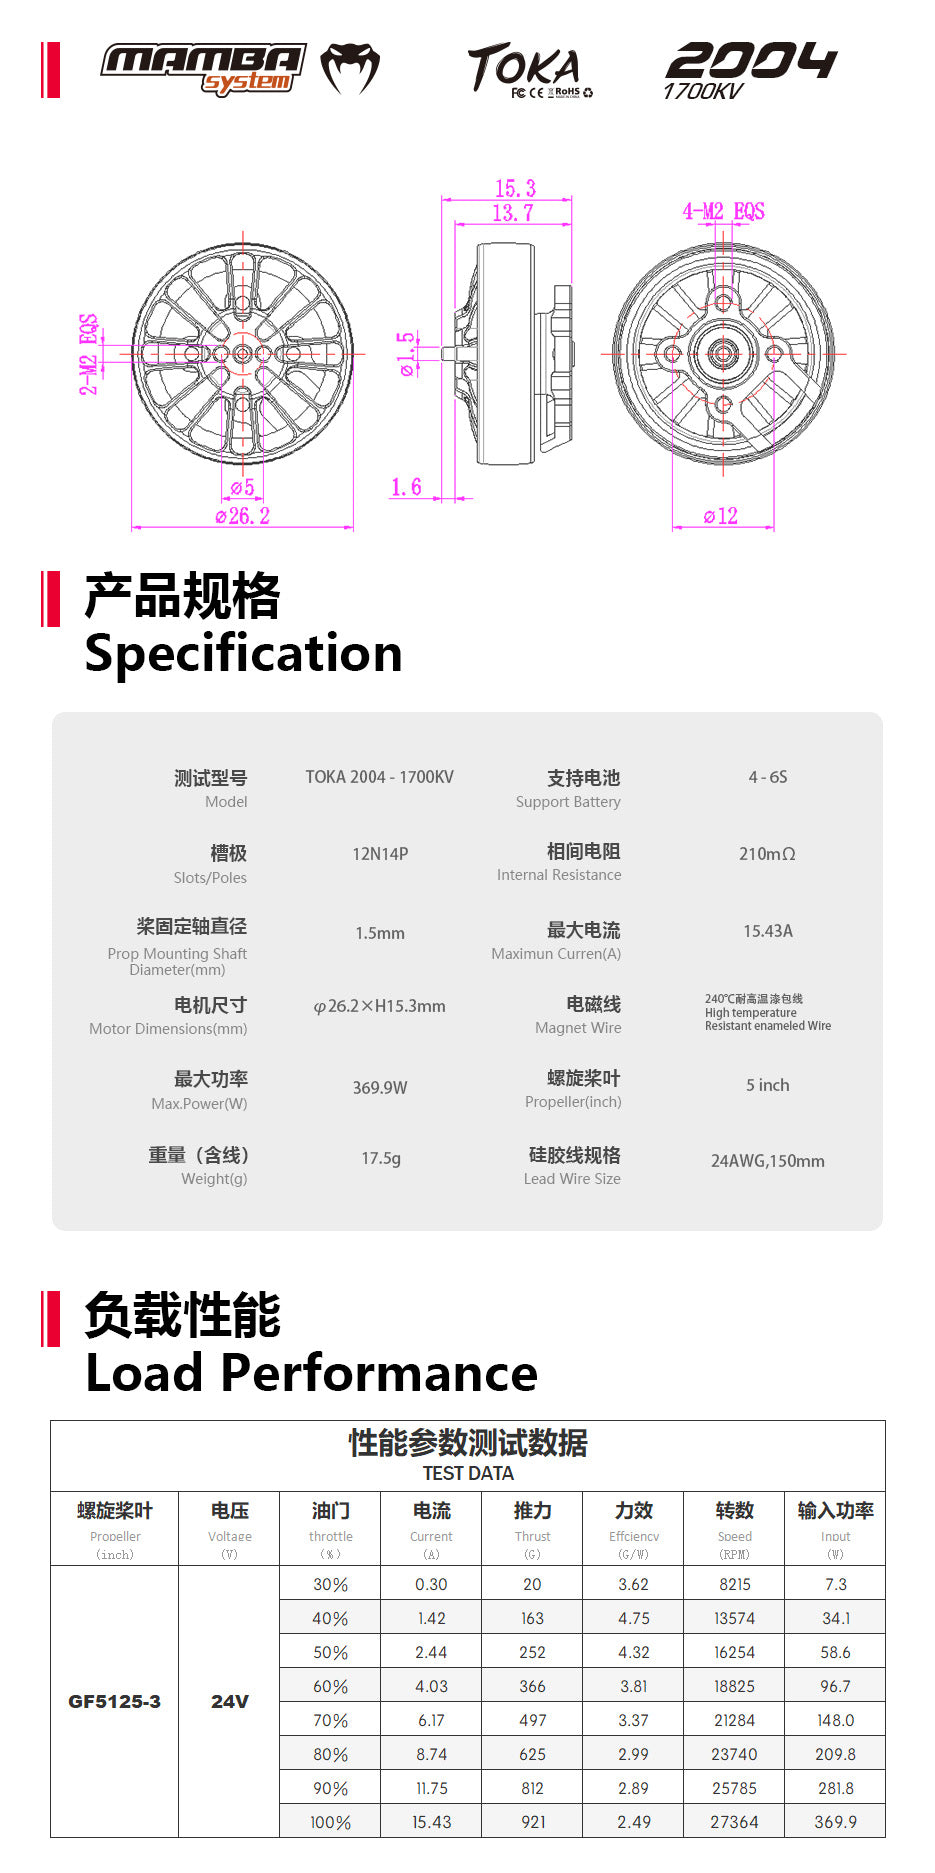 MAMBA
system
TOKA
FC CE RoHS
2004
1700KV
15.3
13.7
4-M2 EQS
2-M2 EQS
ø1.5
1.6
ø5
ø26.2
ø12
产品规格
Specification
测试型号
Model
TOKA 2004 - 1700KV
支持电池
Support Battery
4 - 6S
槽极
Slots/Poles
12N14P
相间电阻
Internal Resistance
210mΩ
桨固定轴直径
Prop Mounting Shaft
Diameter(mm)
1.5mm
最大电流
Maximun Curren(A)
15.43A
电机尺寸
Motor Dimensions(mm)
φ26.2×H15.3mm
电磁线
Magnet Wire
240℃耐高温漆包线
High temperature
Resistant enameled Wire
最大功率
Max.Power(W)
369.9W
螺旋桨叶
Propeller(inch)
5 inch
重量（含线）
Weight(g)
17.5g
硅胶线规格
Lead Wire Size
24AWG,150mm
负载性能
Load Performance
性能参数测试数据
TEST DATA
螺旋桨叶 电压 油门 电流 推力 力效 转数 输入功率
Propeller Voltage throttle Current Thrust Effciency Speed Input
(inch) (V) (%) (A) (G) (G/W) (RPM) (W)
30% 0.30 20 3.62 8215 7.3
40% 1.42 163 4.75 13574 34.1
50% 2.44 252 4.32 16254 58.6
60% 4.03 366 3.81 18825 96.7
GF5125-3 24V
70% 6.17 497 3.37 21284 148.0
80% 8.74 625 2.99 23740 209.8
90% 11.75 812 2.89 25785 281.8
100% 15.43 921 2.49 27364 369.9